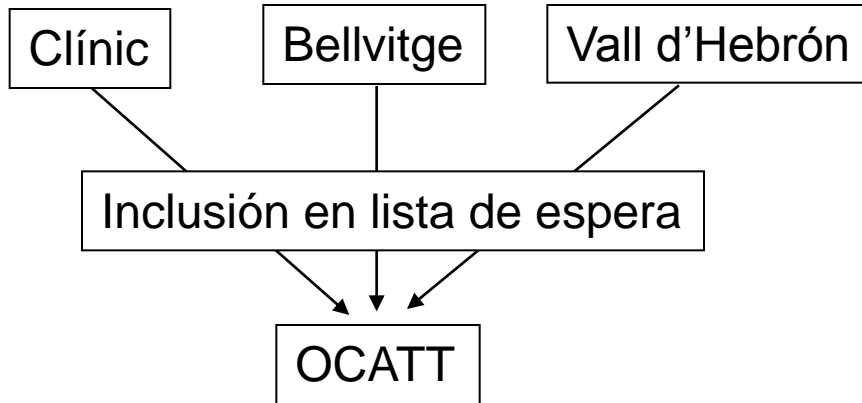 Clínic
Bellvitge
Vall d’Hebrón
Inclusión en lista de espera
OCATT